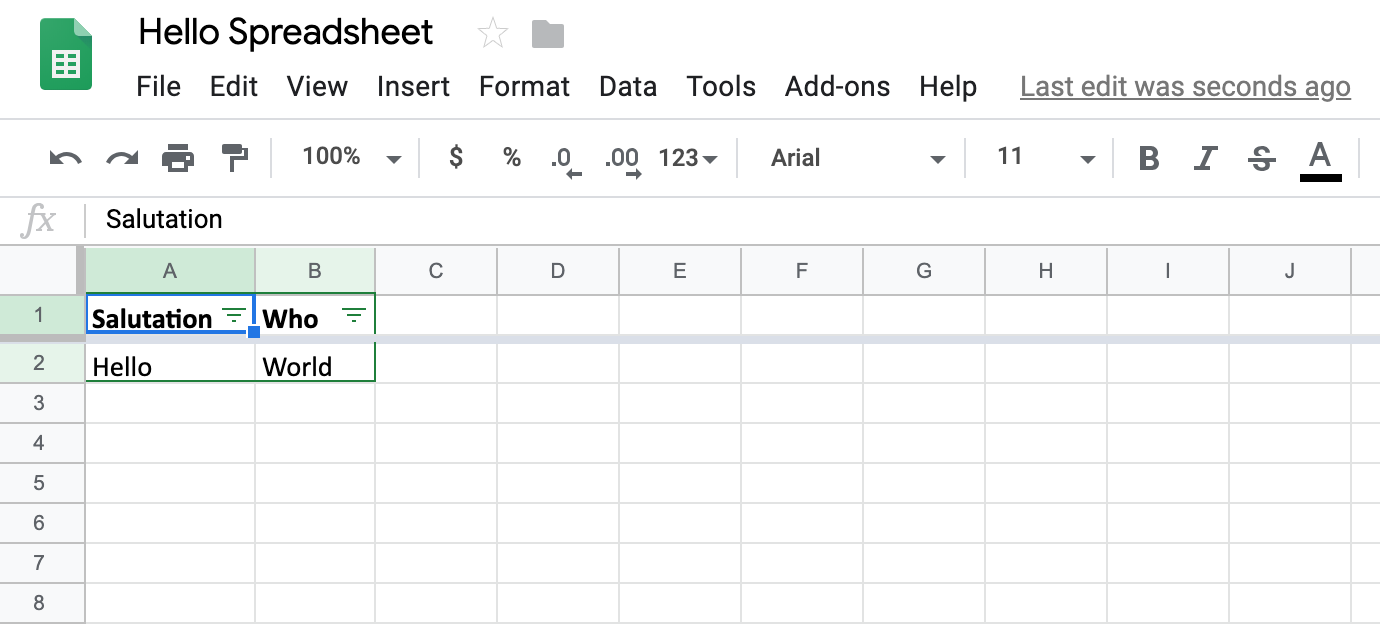 Hello Spreadsheet
File Edit View Insert Format Data Tools Add-ons Help Last edit was seconds ago
100% $ % .0 .00 123 Arial 11 B I S A
fx Salutation
A B C D E F G H I J
1 Salutation Who
2 Hello World
3
4
5
6
7
8